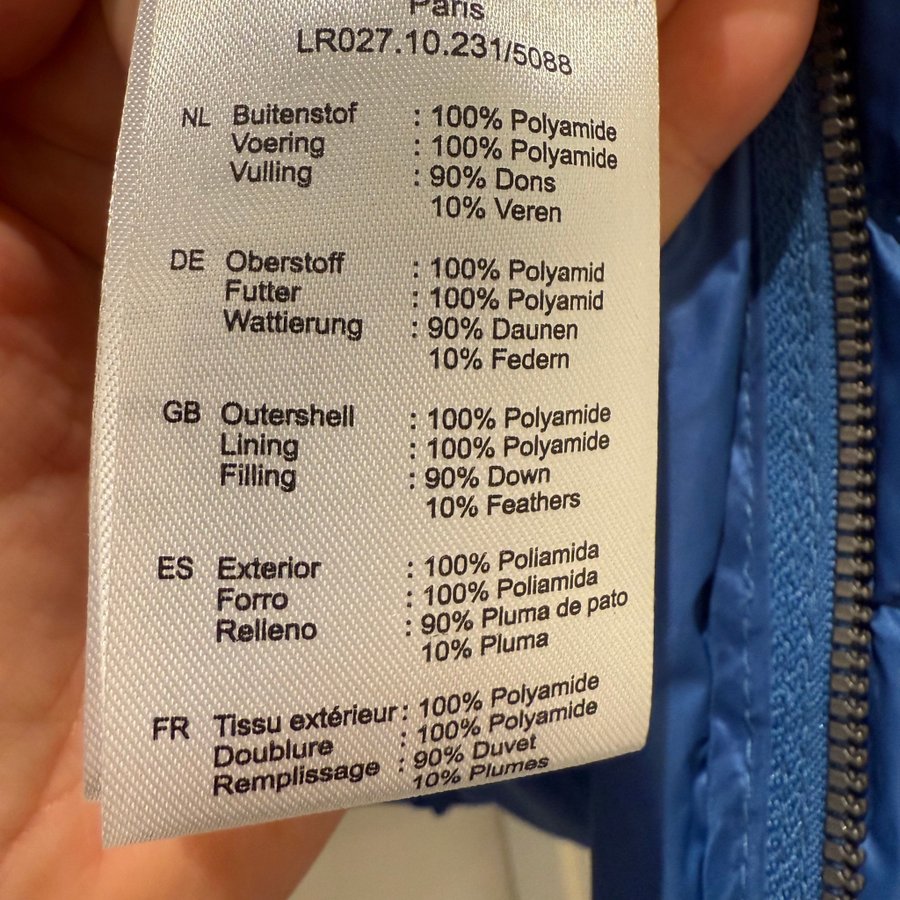 Paris
LR027.10.231/5088
NL Buitenstof : 100% Polyamide
Voering : 100% Polyamide
Vulling : 90% Dons
10% Veren
DE Oberstoff : 100% Polyamid
Futter : 100% Polyamid
Wattierung : 90% Daunen
10% Federn
GB Outershell : 100% Polyamide
Lining : 100% Polyamide
Filling : 90% Down
10% Feathers
ES Exterior : 100% Poliamida
Forro : 100% Poliamida
Relleno : 90% Pluma de pato
10% Pluma
FR Tissu extérieur : 100% Polyamide
Doublure : 100% Polyamide
Remplissage : 90% Duvet
10% Plumes